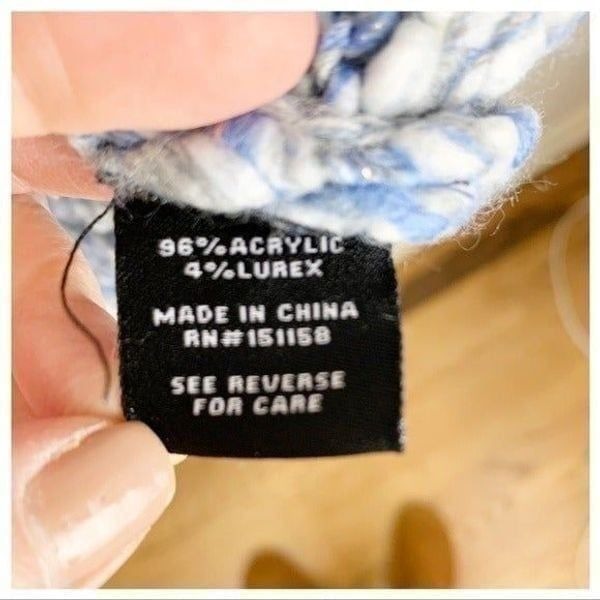 96% ACRYLIC
4% LUREX
MADE IN CHINA
RN# 151158
SEE REVERSE
FOR CARE